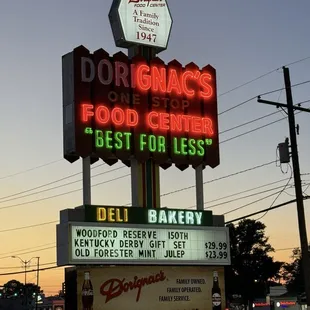 Dorignac's
FOOD CENTER
A Family
Tradition
Since
1947
DORIGNAC'S
ONE STOP
FOOD CENTER
"BEST FOR LESS"
DELI BAKERY
WOODFORD RESERVE 150TH
KENTUCKY DERBY GIFT SET $29.99
OLD FORESTER MINT JULEP $23.99
Dorignac's
FAMILY OWNED
FAMILY OPERATED
FAMILY SERVICE